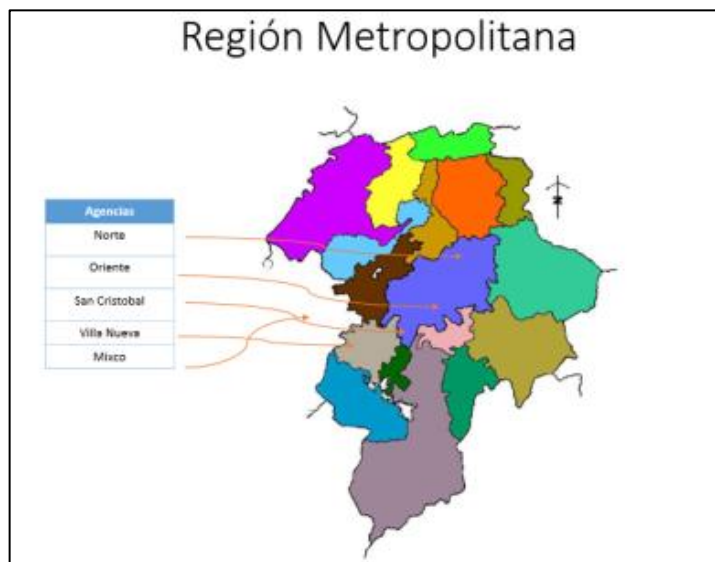 Región Metropolitana
Agencias
Norte
Oriente
San Cristobal
Villa Nueva
Mixco